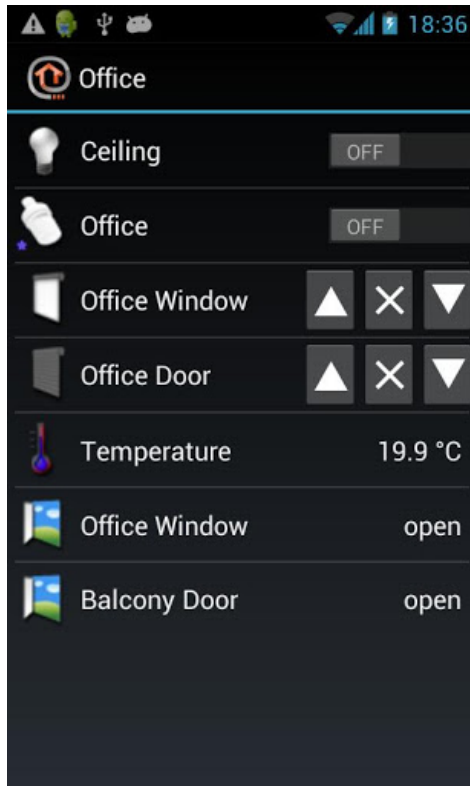 18:36
Office
Ceiling OFF
Office OFF
Office Window
Office Door
Temperature 19.9 °C
Office Window open
Balcony Door open